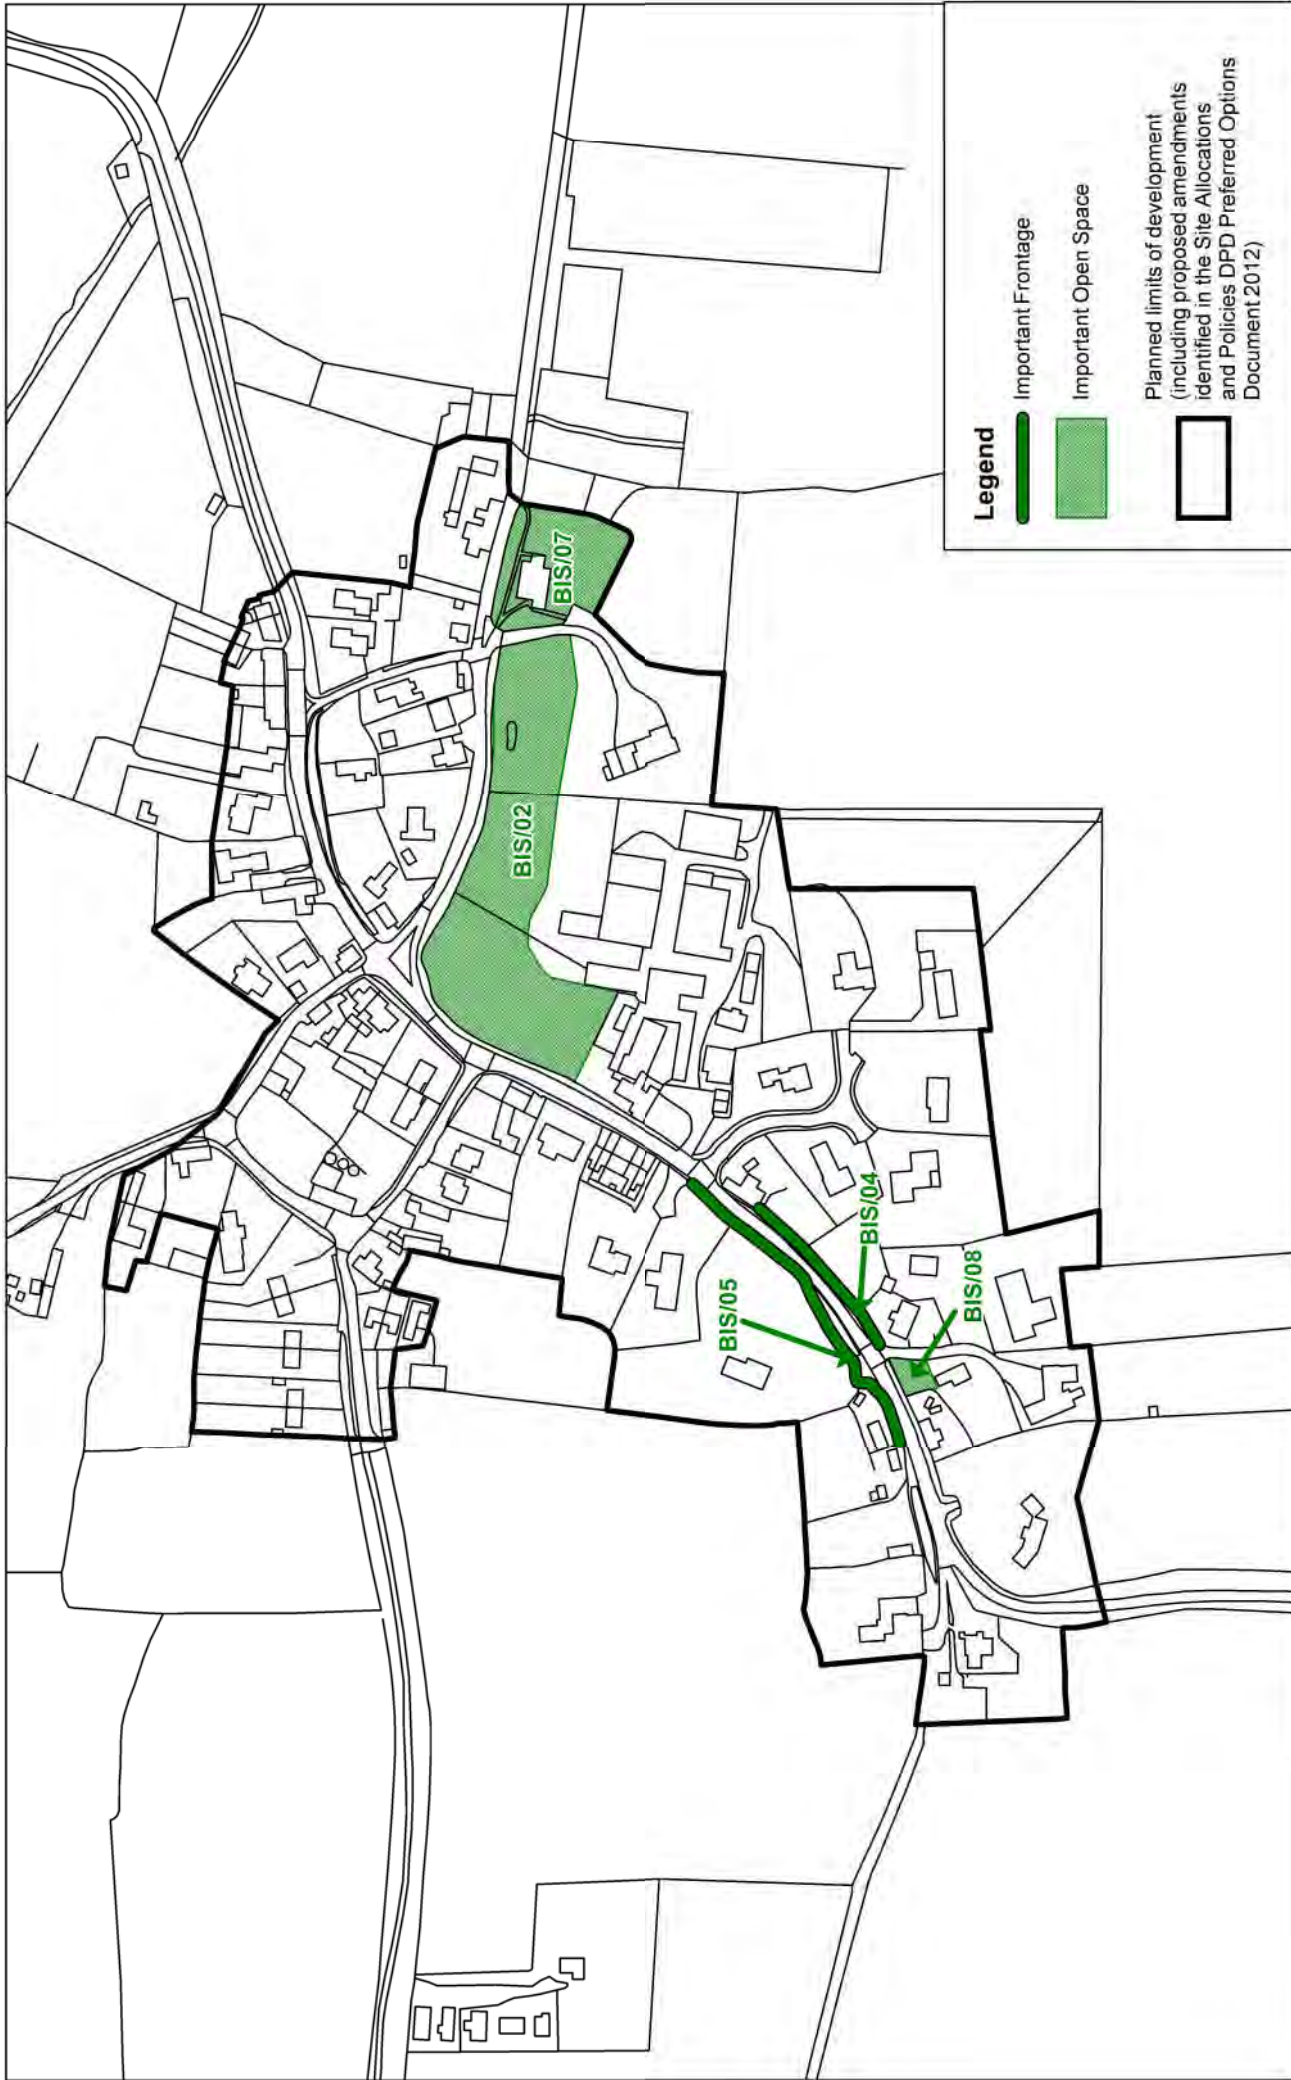 BIS/05
BIS/04
BIS/08
BIS/02
BIS/07
Legend
Important Frontage
Important Open Space
Planned limits of development
(including proposed amendments
identified in the Site Allocations
and Policies DPD Preferred Options
Document 2012)